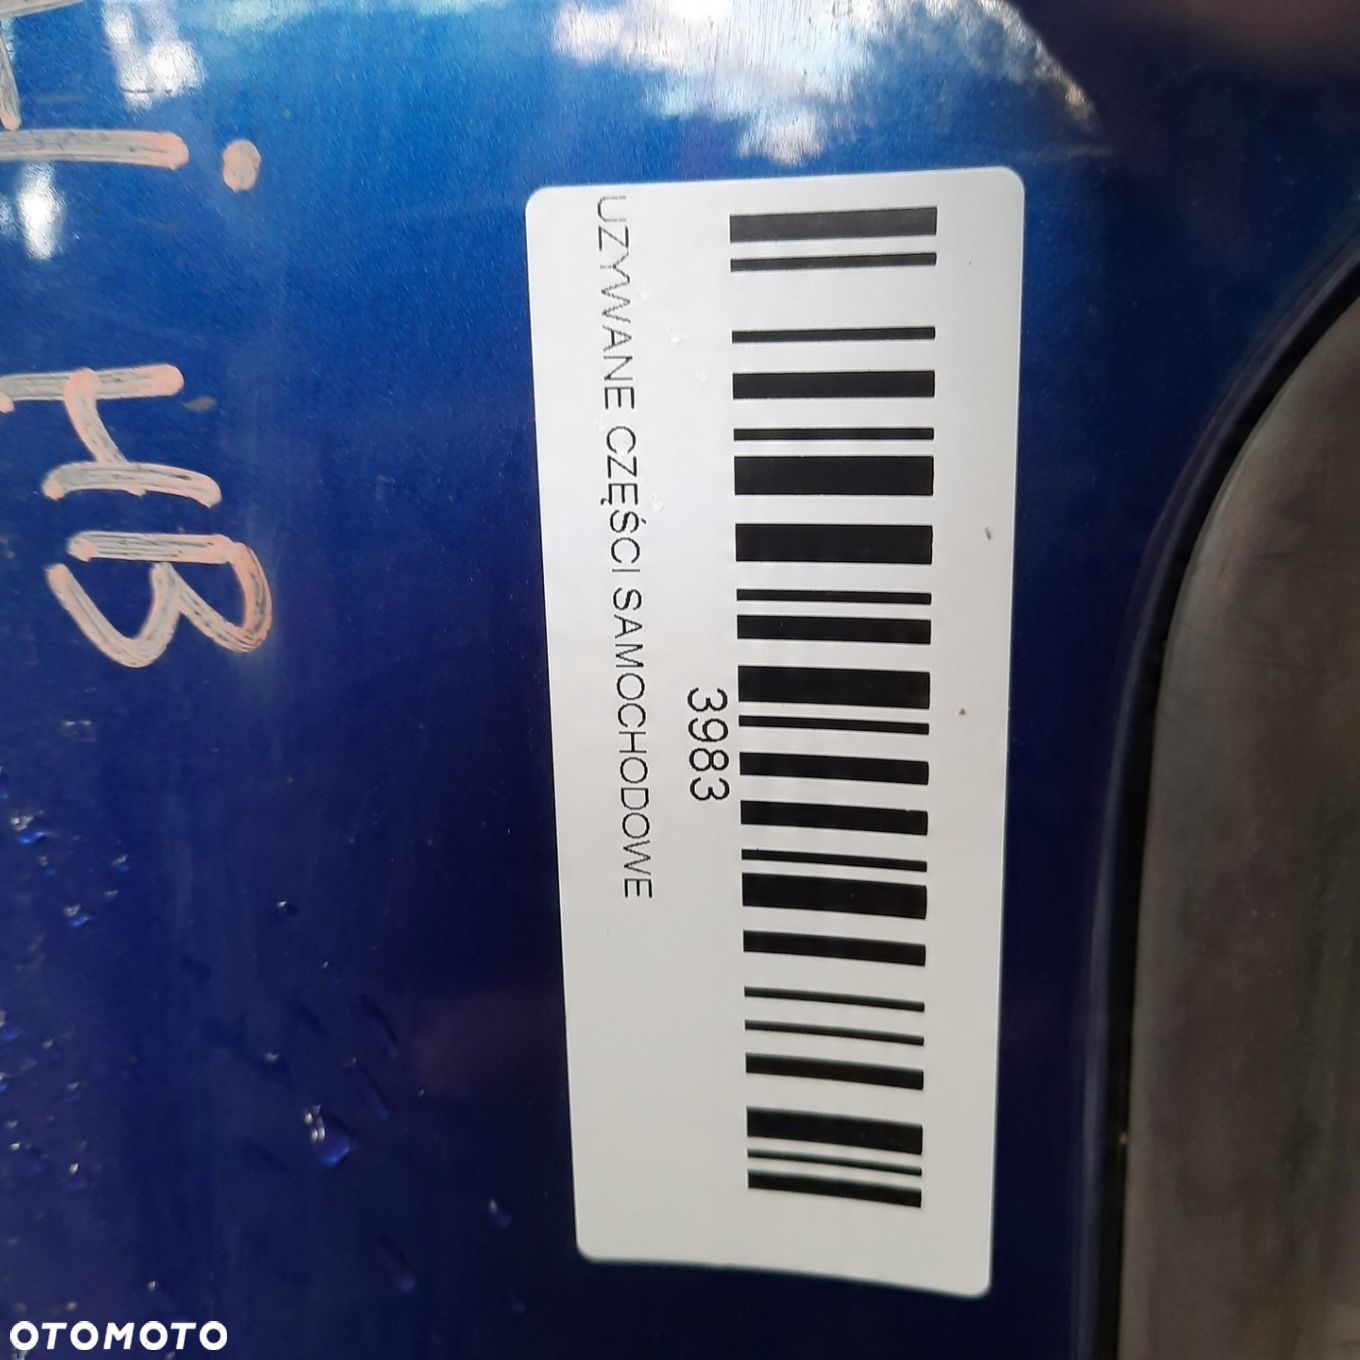 3983
UZYWANE CZĘŚCI SAMOCHODOWE
HB
OTOMOTO